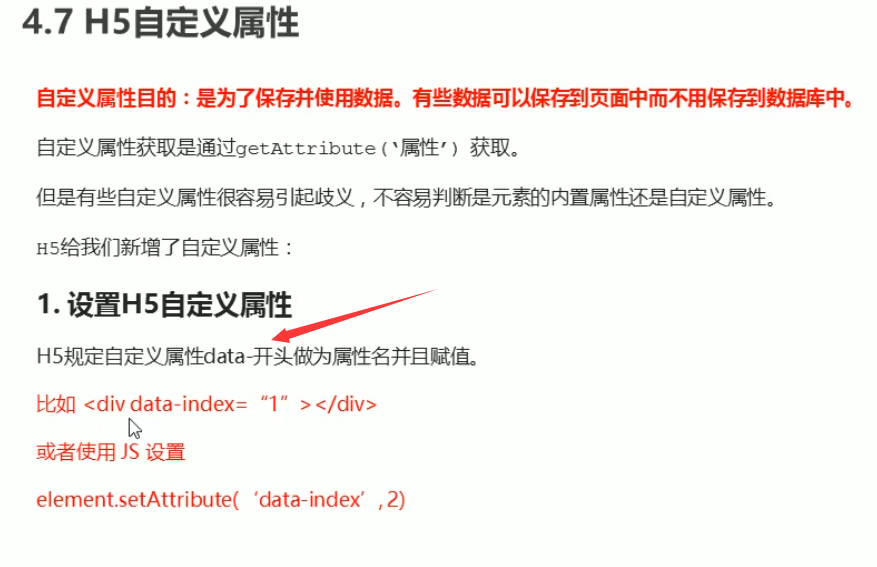 4.7 H5自定义属性
自定义属性目的：是为了保存并使用数据。有些数据可以保存到页面中而不用保存到数据库中。
自定义属性获取是通过getAttribute(‘属性’) 获取。
但是有些自定义属性很容易引起歧义，不容易判断是元素的内置属性还是自定义属性。
H5给我们新增了自定义属性：
1. 设置H5自定义属性
H5规定自定义属性data-开头做为属性名并且赋值。
比如 <div data-index=“1”></div>
或者使用 JS 设置
element.setAttribute(‘data-index’, 2)